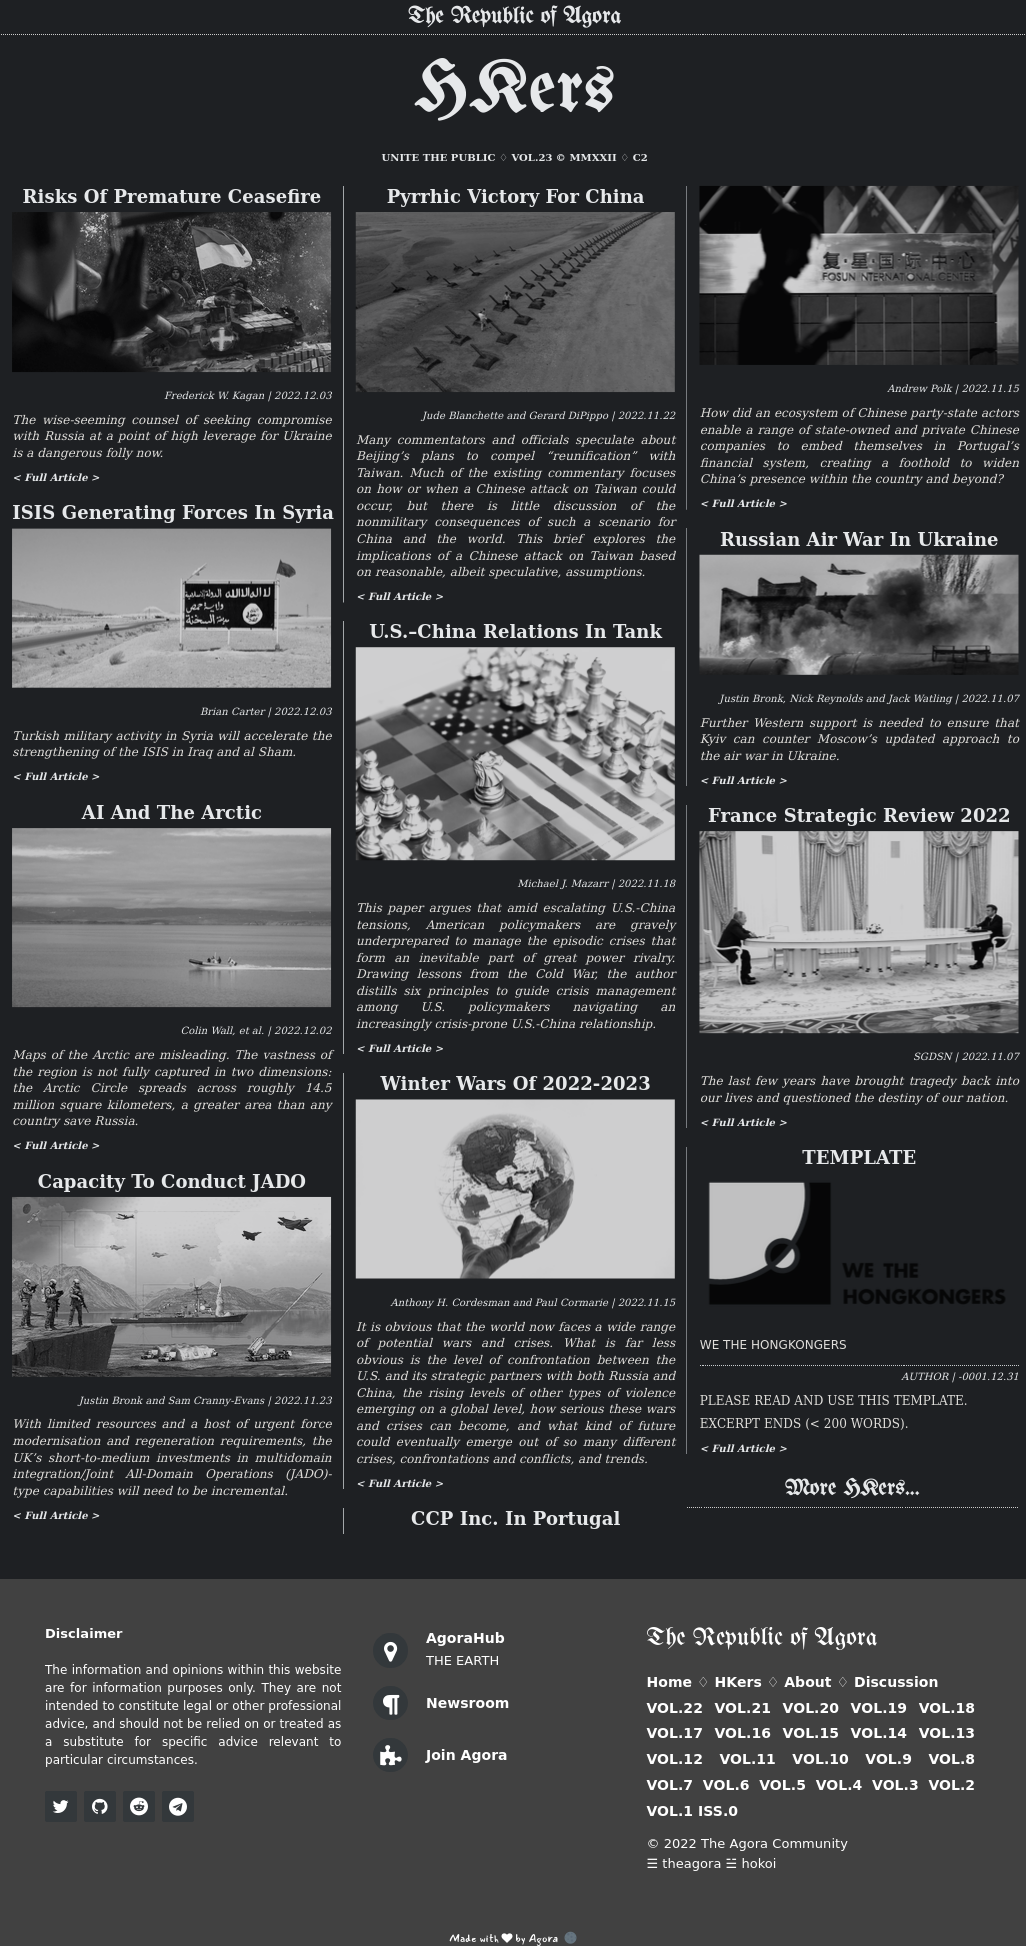 The Republic of Agora
HKers
UNITE THE PUBLIC ♢ VOL.23 © MMXXII ♢ C2
Risks Of Premature Ceasefire
Frederick W. Kagan | 2022.12.03
The wise-seeming counsel of seeking compromise
with Russia at a point of high leverage for Ukraine
is a dangerous folly now.
< Full Article >
ISIS Generating Forces In Syria
Brian Carter | 2022.12.03
Turkish military activity in Syria will accelerate the
strengthening of the ISIS in Iraq and al Sham.
< Full Article >
AI And The Arctic
Colin Wall, et al. | 2022.12.02
Maps of the Arctic are misleading. The vastness of
the region is not fully captured in two dimensions:
the Arctic Circle spreads across roughly 14.5
million square kilometers, a greater area than any
country save Russia.
< Full Article >
Capacity To Conduct JADO
Justin Bronk and Sam Cranny-Evans | 2022.11.23
With limited resources and a host of urgent force
modernisation and regeneration requirements, the
UK’s short-to-medium investments in multidomain
integration/Joint All-Domain Operations (JADO)-
type capabilities will need to be incremental.
< Full Article >
Pyrrhic Victory For China
Jude Blanchette and Gerard DiPippo | 2022.11.22
Many commentators and officials speculate about
Beijing’s plans to compel “reunification” with
Taiwan. Much of the existing commentary focuses
on how or when a Chinese attack on Taiwan could
occur, but there is little discussion of the
nonmilitary consequences of such a scenario for
China and the world. This brief explores the
implications of a Chinese attack on Taiwan based
on reasonable, albeit speculative, assumptions.
< Full Article >
U.S.–China Relations In Tank
Michael J. Mazarr | 2022.11.18
This paper argues that amid escalating U.S.-China
tensions, American policymakers are gravely
underprepared to manage the episodic crises that
form an inevitable part of great power rivalry.
Drawing lessons from the Cold War, the author
distills six principles to guide crisis management
among U.S. policymakers navigating an
increasingly crisis-prone U.S.-China relationship.
< Full Article >
Winter Wars Of 2022-2023
Anthony H. Cordesman and Paul Cormarie | 2022.11.15
It is obvious that the world now faces a wide range
of potential wars and crises. What is far less
obvious is the level of confrontation between the
U.S. and its strategic partners with both Russia and
China, the rising levels of other types of violence
emerging on a global level, how serious these wars
and crises can become, and what kind of future
could eventually emerge out of so many different
crises, confrontations and conflicts, and trends.
< Full Article >
CCP Inc. In Portugal
复·星·国·际·中·心
FOSUN INTERNATIONAL CENTER
Andrew Polk | 2022.11.15
How did an ecosystem of Chinese party-state actors
enable a range of state-owned and private Chinese
companies to embed themselves in Portugal’s
financial system, creating a foothold to widen
China’s presence within the country and beyond?
< Full Article >
Russian Air War In Ukraine
Justin Bronk, Nick Reynolds and Jack Watling | 2022.11.07
Further Western support is needed to ensure that
Kyiv can counter Moscow’s updated approach to
the air war in Ukraine.
< Full Article >
France Strategic Review 2022
SGDSN | 2022.11.07
The last few years have brought tragedy back into
our lives and questioned the destiny of our nation.
< Full Article >
TEMPLATE
WE THE
HONGKONGERS
WE THE HONGKONGERS
AUTHOR | -0001.12.31
PLEASE READ AND USE THIS TEMPLATE.
EXCERPT ENDS (< 200 WORDS).
< Full Article >
More HKers...
Disclaimer
The information and opinions within this website
are for information purposes only. They are not
intended to constitute legal or other professional
advice, and should not be relied on or treated as
a substitute for specific advice relevant to
particular circumstances.
AgoraHub
THE EARTH
Newsroom
Join Agora
The Republic of Agora
Home ♢ HKers ♢ About ♢ Discussion
VOL.22 VOL.21 VOL.20 VOL.19 VOL.18
VOL.17 VOL.16 VOL.15 VOL.14 VOL.13
VOL.12 VOL.11 VOL.10 VOL.9 VOL.8
VOL.7 VOL.6 VOL.5 VOL.4 VOL.3 VOL.2
VOL.1 ISS.0
© 2022 The Agora Community
☰ theagora ☱ hokoi
Made with ♥ by Agora